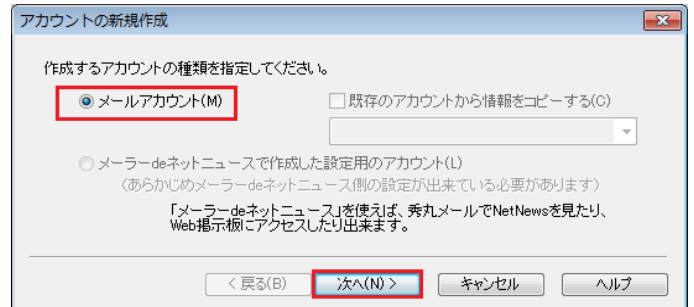 アカウントの新規作成
作成するアカウントの種類を指定してください。
メールアカウント(M)
既存のアカウントから情報をコピーする(C)
メーラーdeネットニュースで作成した設定用のアカウント(L)
(あらかじめメーラーdeネットニュース側の設定が出来ている必要があります)
「メーラーdeネットニュース」を使えば、秀丸メールでNetNewsを見たり、
Web掲示板にアクセスしたり出来ます。
< 戻る(B)
次へ(N) >
キャンセル
ヘルプ